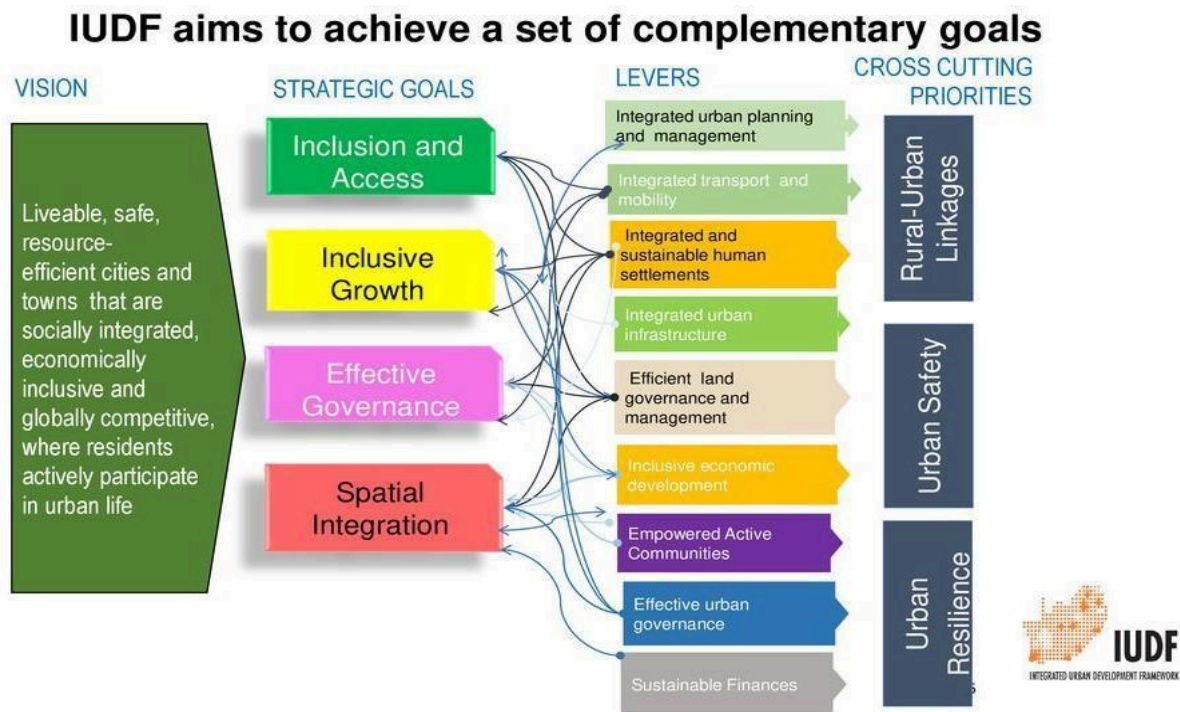 IUDF aims to achieve a set of complementary goals
VISION
Liveable, safe,
resource-
efficient cities and
towns that are
socially integrated,
economically
inclusive and
globally competitive,
where residents
actively participate
in urban life
STRATEGIC GOALS
Inclusion and
Access
Inclusive
Growth
Effective
Governance
Spatial
Integration
LEVERS
Integrated urban planning
and management
Integrated transport and
mobility
Integrated and
sustainable human
settlements
Integrated urban
infrastructure
Efficient land
governance and
management
Inclusive economic
development
Empowered Active
Communities
Effective urban
governance
Sustainable Finances
CROSS CUTTING
PRIORITIES
Rural-Urban
Linkages
Urban Safety
Urban
Resilience
IUDF
INTEGRATED URBAN DEVELOPMENT FRAMEWORK